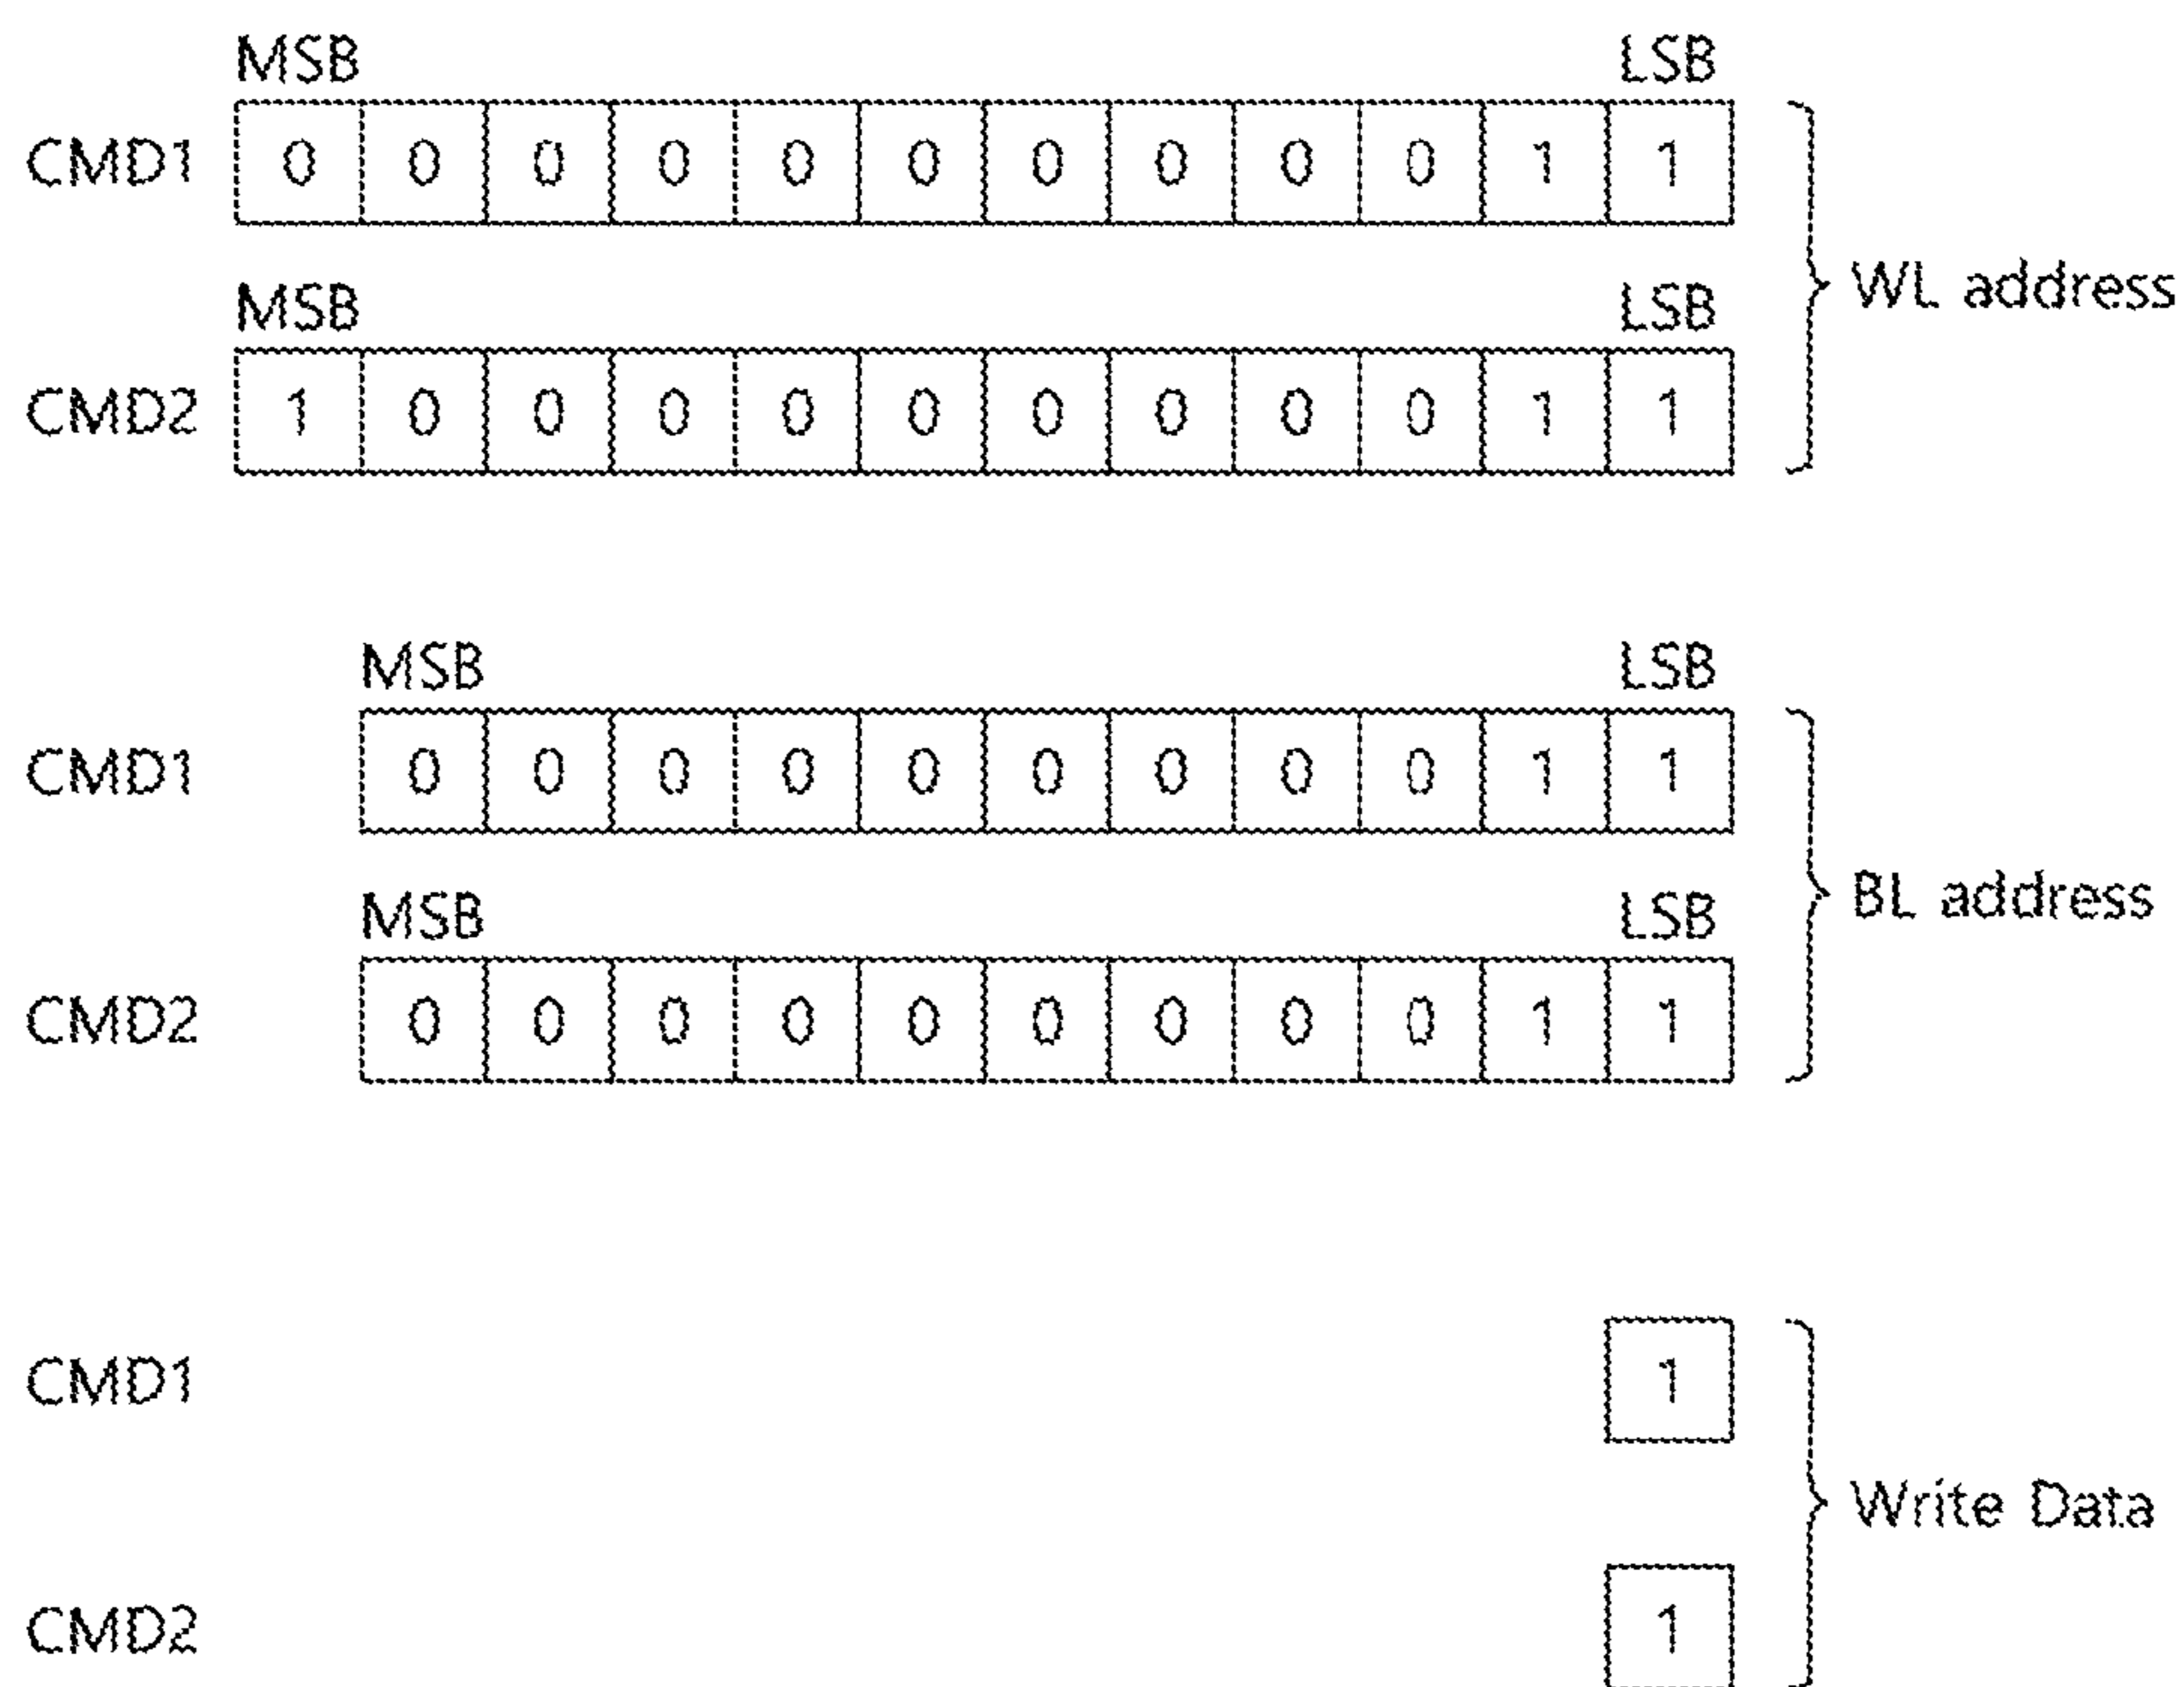 MSB LSB
CMD1 0 0 0 0 0 0 0 0 0 0 1 1
WL address
MSB LSB
CMD2 1 0 0 0 0 0 0 0 0 0 1 1
MSB LSB
CMD1 0 0 0 0 0 0 0 0 0 1 1
BL address
MSB LSB
CMD2 0 0 0 0 0 0 0 0 0 1 1
CMD1 1
Write Data
CMD2 1